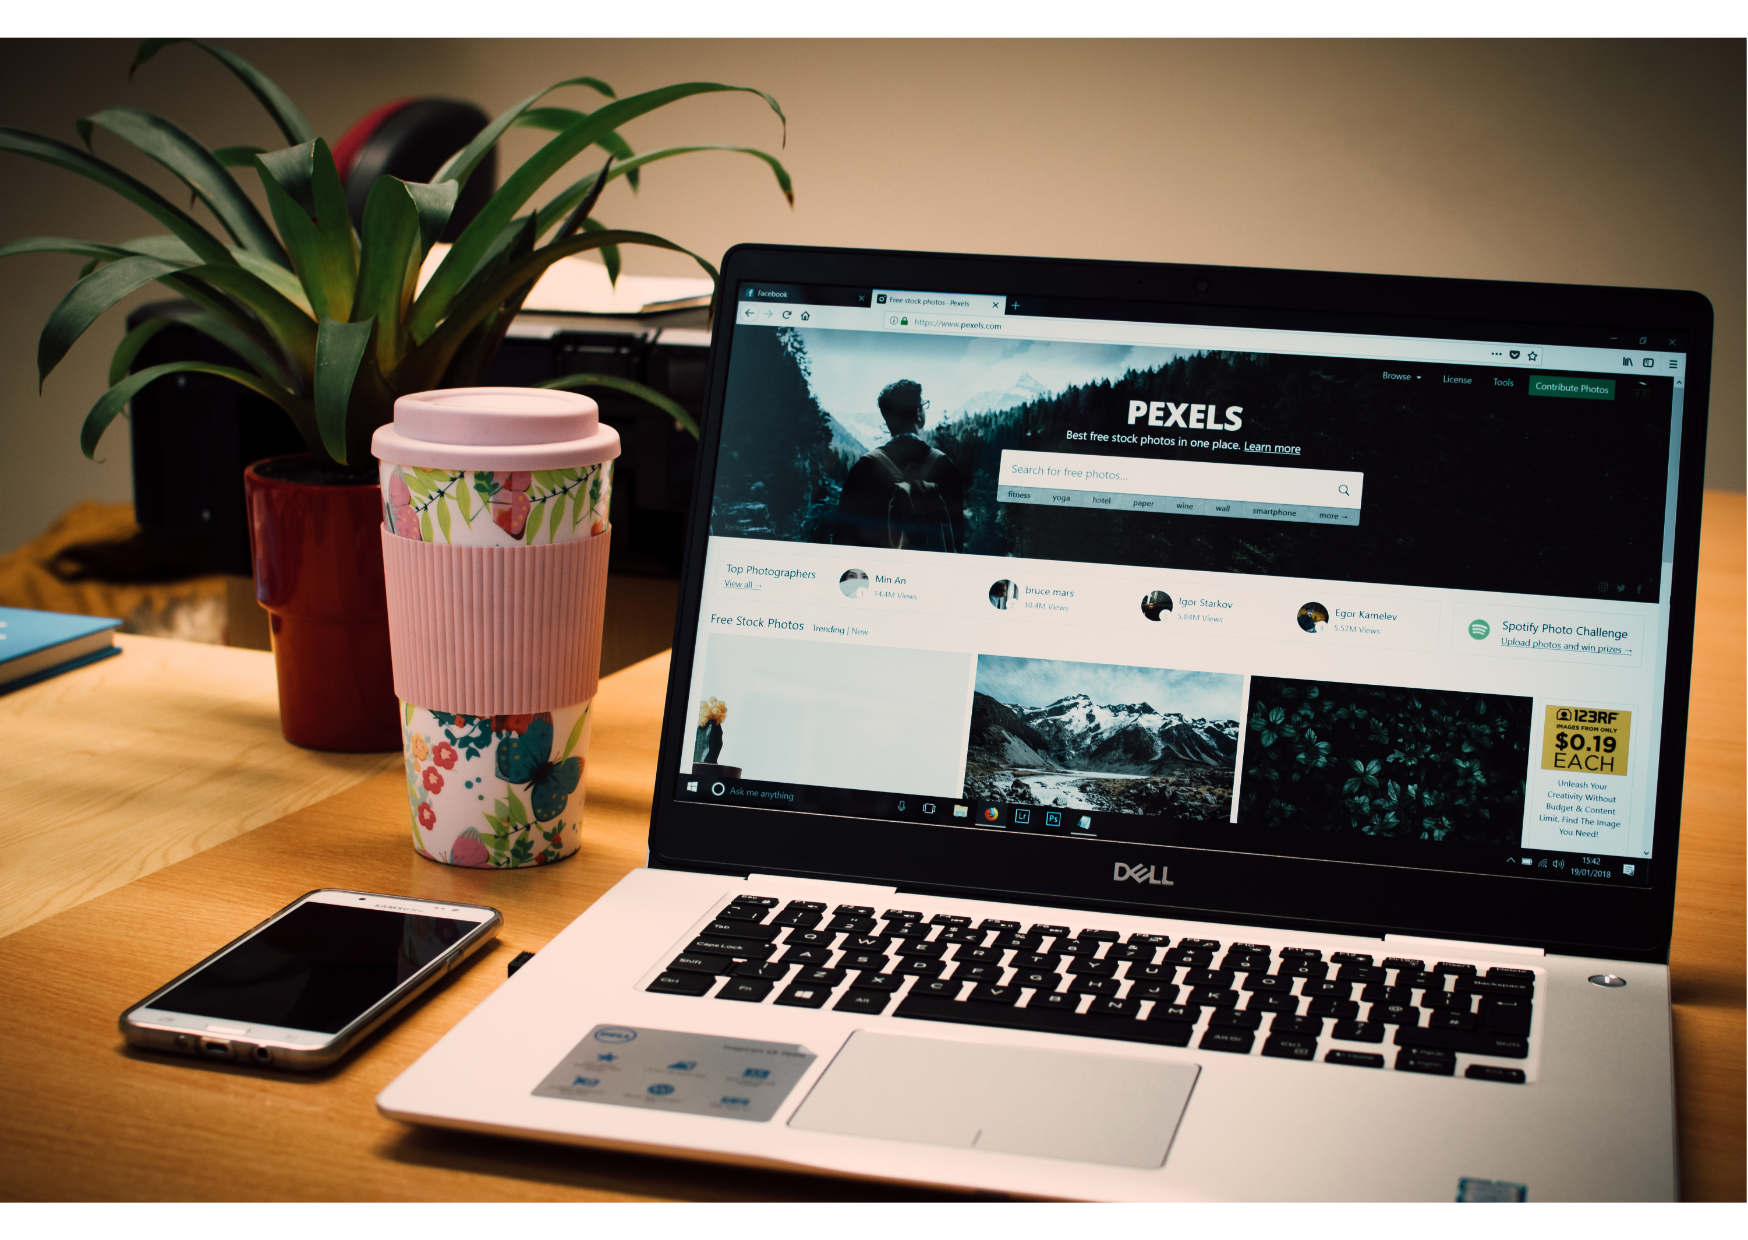 Facebook
Free stock photos · Pexels
https://www.pexels.com
Browse
License
Tools
Contribute Photos
PEXELS
Best free stock photos in one place. Learn more
Search for free photos...
fitness yoga hotel paper wine wall smartphone more →
Top Photographers
View all →
Min An
14.4M Views
bruce mars
10.4M Views
Igor Starkov
5.84M Views
Egor Kamelev
5.57M Views
Spotify Photo Challenge
Upload photos and win prizes →
Free Stock Photos Trending | New
123RF
IMAGES FROM ONLY
$0.19
EACH
Unleash Your
Creativity Without
Budget & Content
Limit. Find The Image
You Need!
Ask me anything
Lr
Ps
15:42
19/01/2018
DELL
SAMSUNG
Tab
Q W E R T Y U I O P
Caps Lock
A S D F G H J K L
Shift
Z X C V B N M
Shift
Ctrl
Fn
Alt
Alt Gr
Ctrl
Backspace
DELL